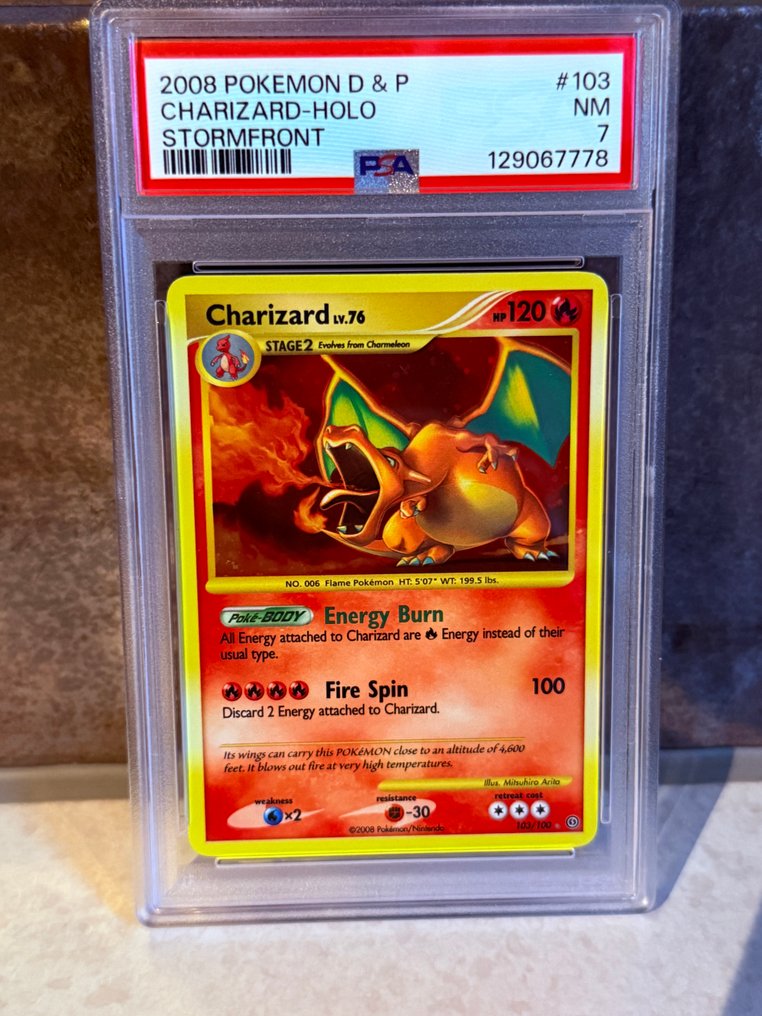 2008 POKEMON D & P #103
CHARIZARD-HOLO NM
STORMFRONT 7
PSA 129067778
Charizard LV.76 HP 120
STAGE2 Evolves from Charmeleon
NO. 006 Flame Pokémon HT: 5'07" WT: 199.5 lbs.
Poké-BODY Energy Burn
All Energy attached to Charizard are Energy instead of their
usual type.
Fire Spin 100
Discard 2 Energy attached to Charizard.
Its wings can carry this POKéMON close to an altitude of 4,600
feet. It blows out fire at very high temperatures.
Illus. Mitsuhiro Arita
weakness resistance retreat cost
×2 -30
©2008 Pokémon/Nintendo 103/100